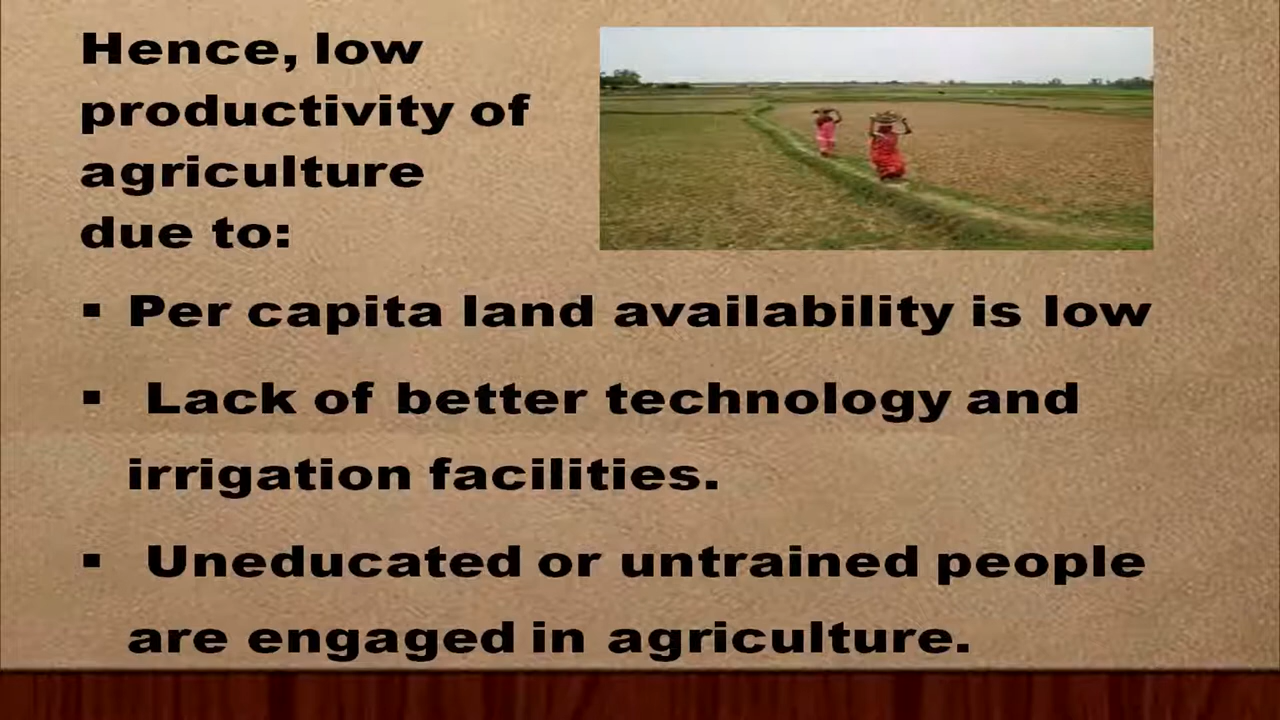 Hence, low
productivity of
agriculture
due to:
▪ Per capita land availability is low
▪ Lack of better technology and
irrigation facilities.
▪ Uneducated or untrained people
are engaged in agriculture.